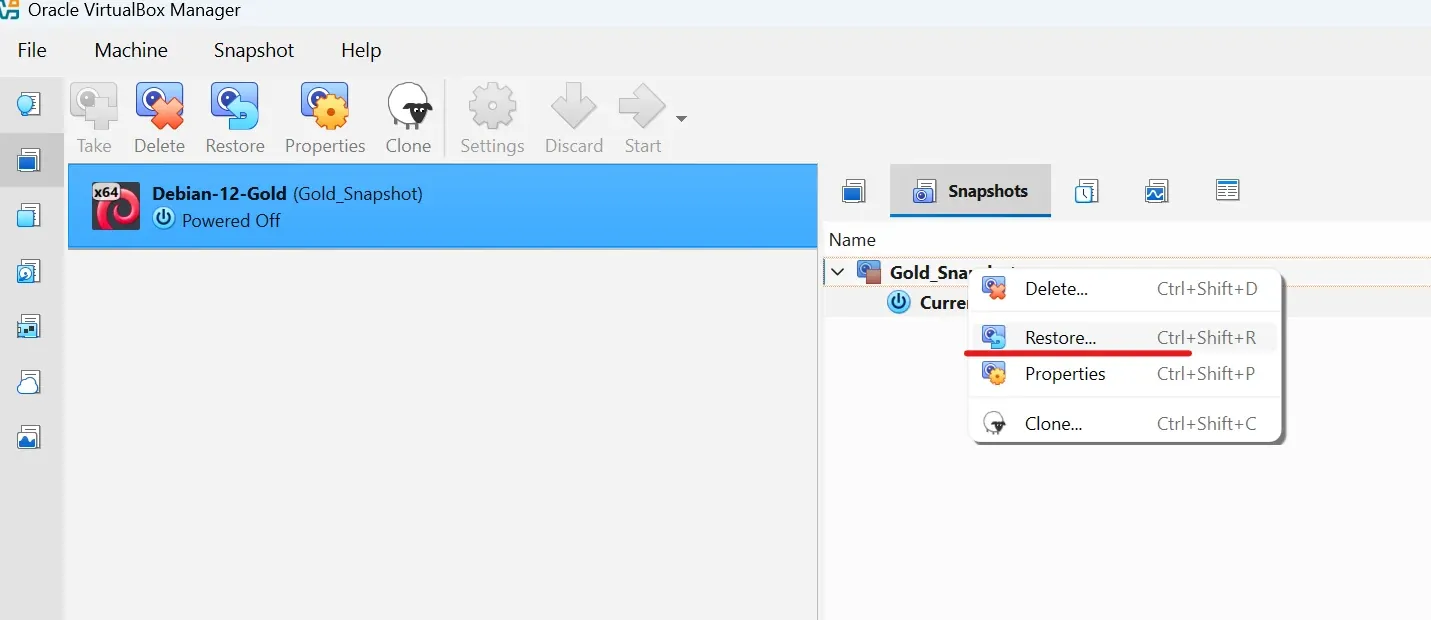 Oracle VirtualBox Manager
File Machine Snapshot Help
Take Delete Restore Properties Clone Settings Discard Start
x64 Debian-12-Gold (Gold_Snapshot)
Powered Off
Snapshots
Name
Delete... Ctrl+Shift+D
Restore... Ctrl+Shift+R
Properties Ctrl+Shift+P
Clone... Ctrl+Shift+C